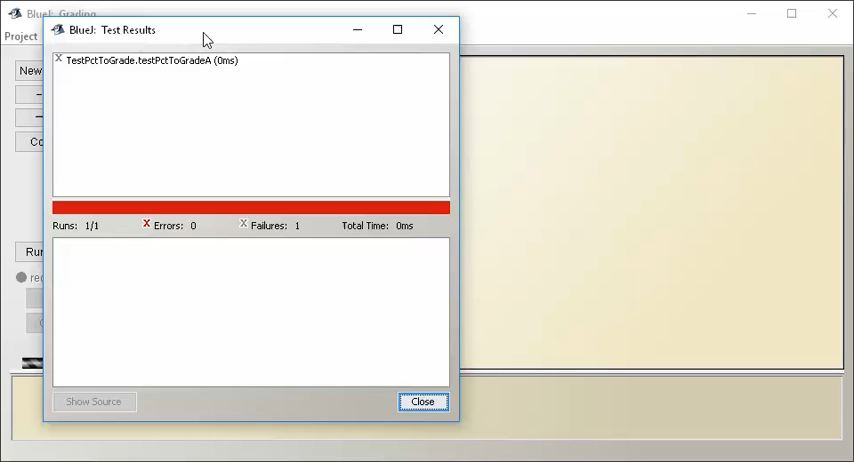 BlueJ: Grading
BlueJ: Test Results
Project
New
X TestPctToGrade.testPctToGradeA (0ms)
Co
Runs: 1/1 X Errors: 0 X Failures: 1 Total Time: 0ms
Run
rec
Show Source Close